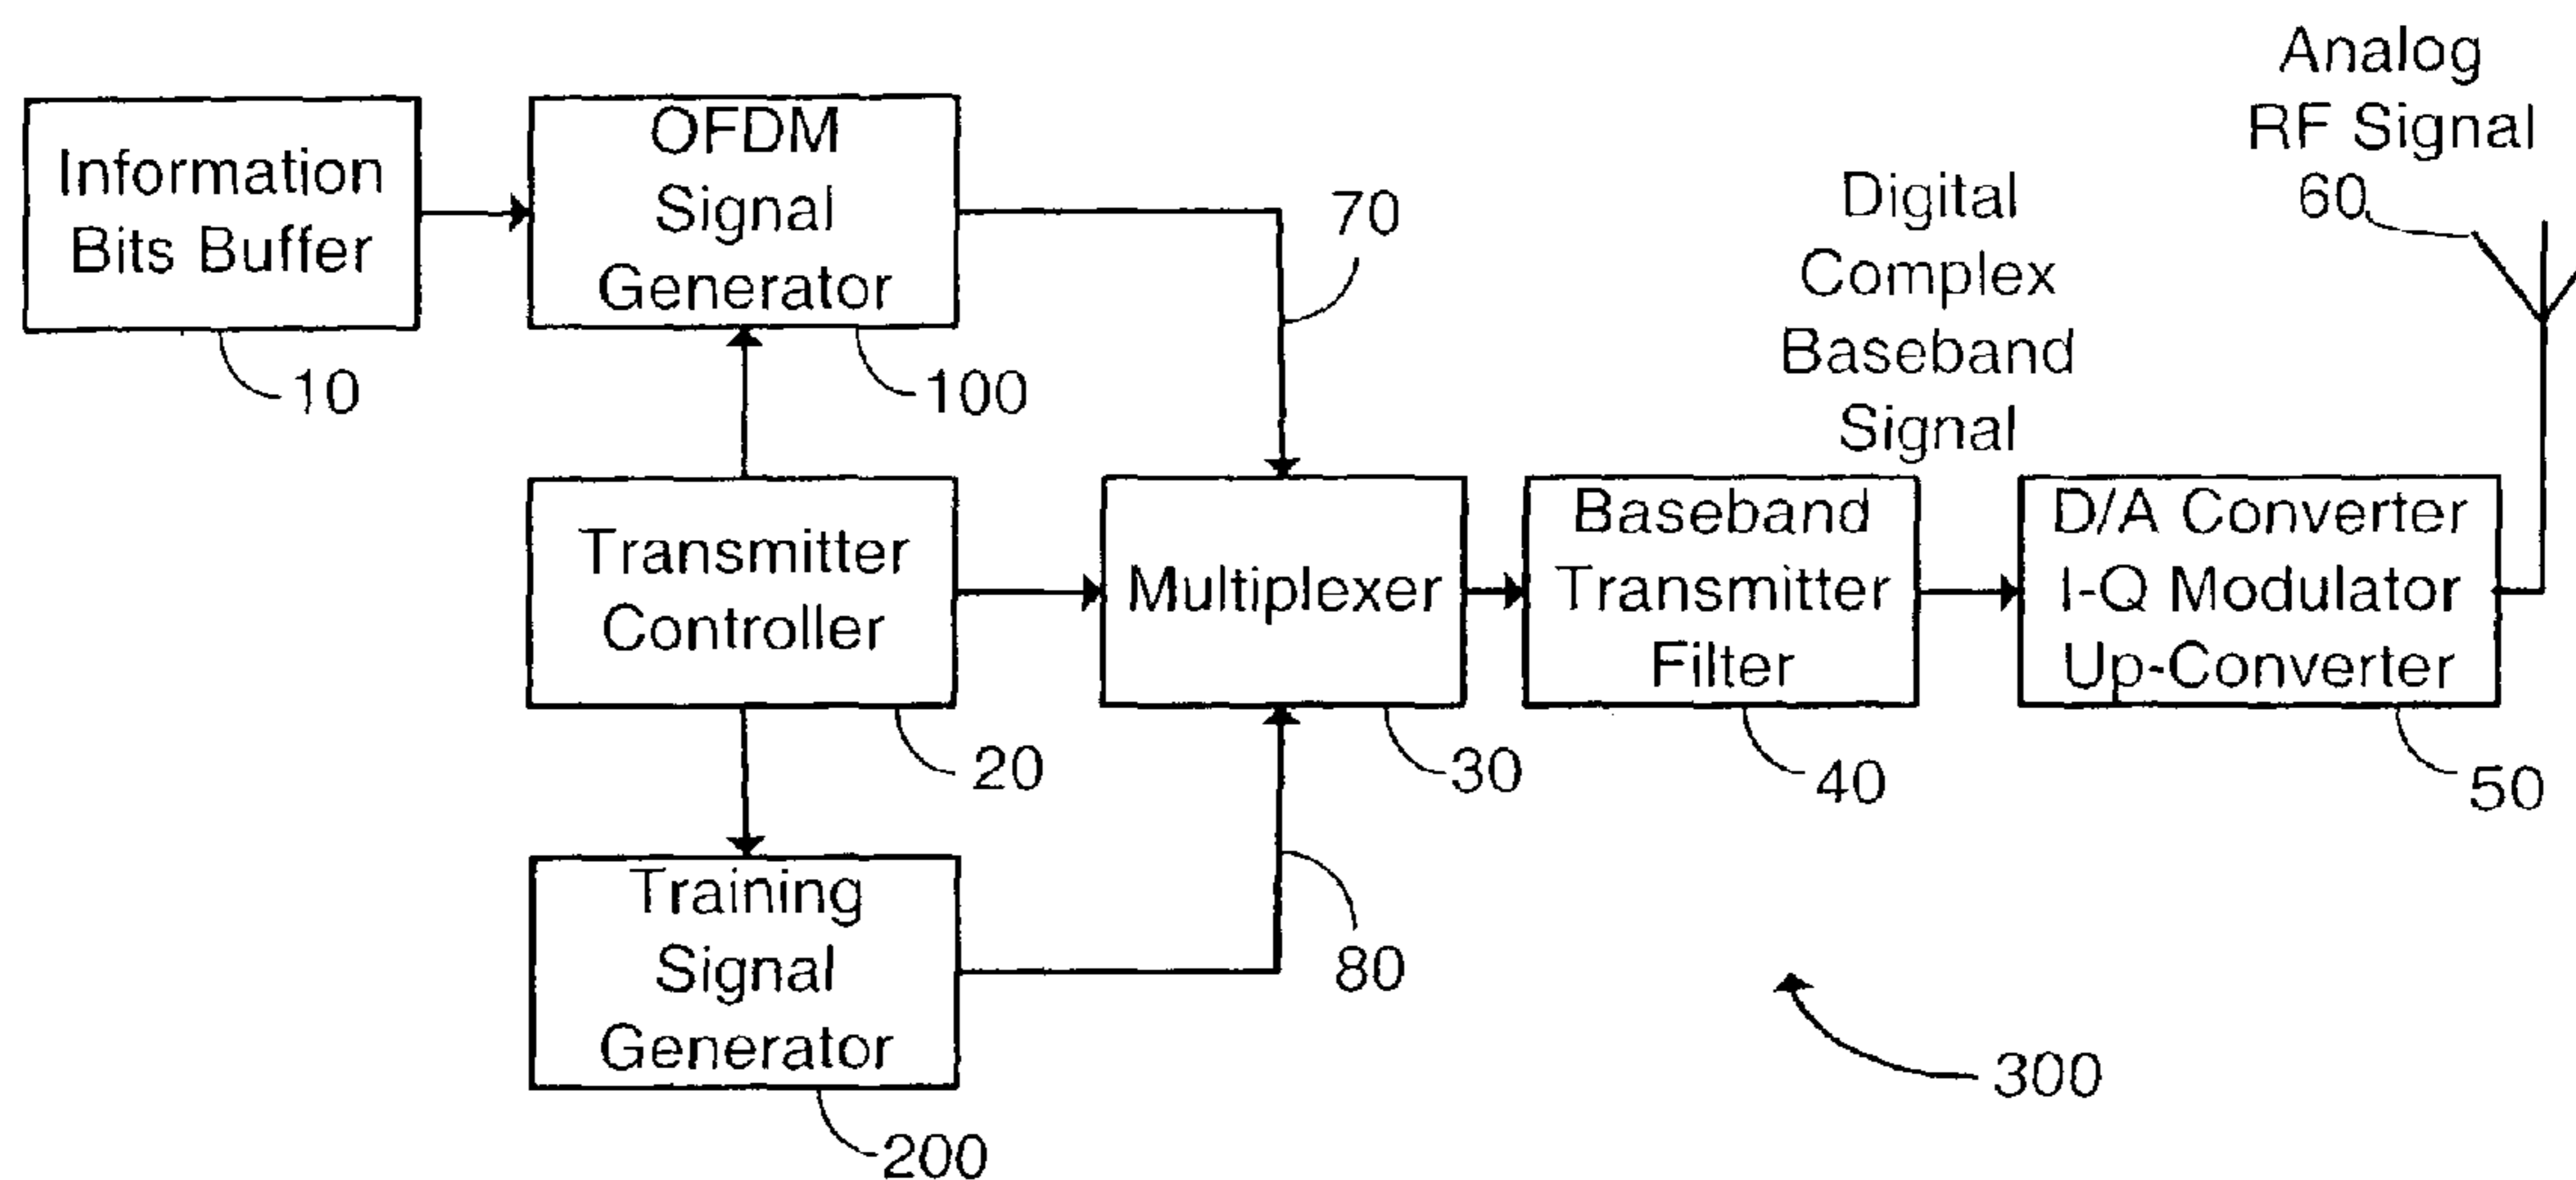 Information
Bits Buffer
10
OFDM
Signal
Generator
100
Transmitter
Controller
20
Training
Signal
Generator
200
70
80
Multiplexer
30
Baseband
Transmitter
Filter
40
Digital
Complex
Baseband
Signal
D/A Converter
I-Q Modulator
Up-Converter
50
Analog
RF Signal
60
300